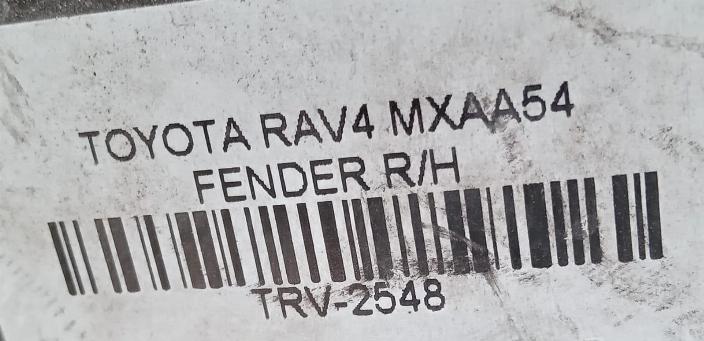 TOYOTA RAV4 MXAA54
FENDER R/H
TRV-2548